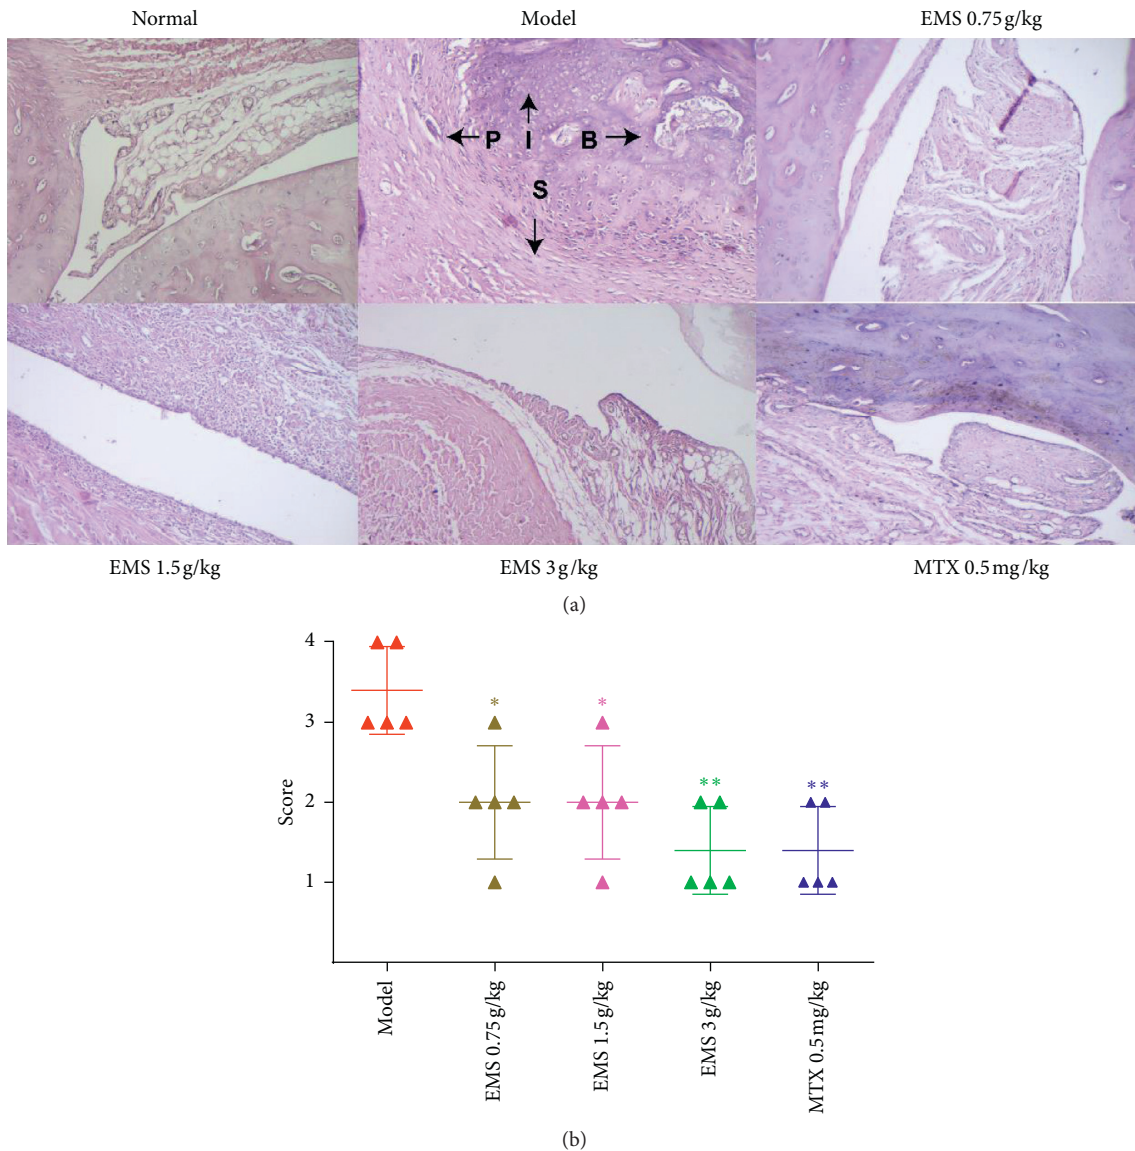 Normal
Model
EMS 0.75 g/kg
P I B
S
EMS 1.5 g/kg
EMS 3 g/kg
MTX 0.5 mg/kg
(a)
4
3
2
1
Score
*
*
**
**
Model
EMS 0.75 g/kg
EMS 1.5 g/kg
EMS 3 g/kg
MTX 0.5 mg/kg
(b)